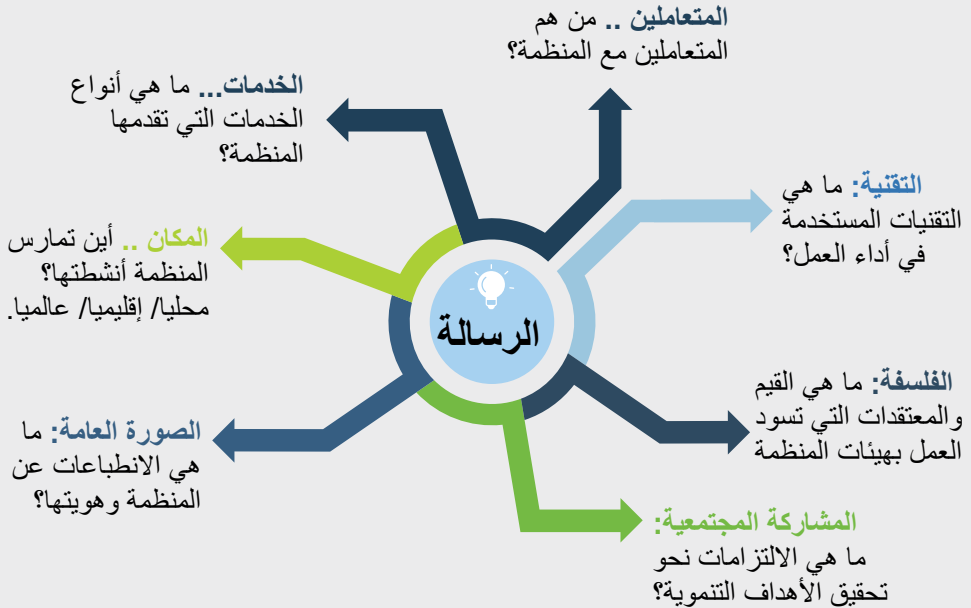 المتعاملين .. من هم
المتعاملين مع المنظمة؟
الخدمات... ما هي أنواع
الخدمات التي تقدمها
المنظمة؟
التقنية: ما هي
التقنيات المستخدمة
في أداء العمل؟
المكان .. أين تمارس
المنظمة أنشطتها؟
محليا/ إقليميا/ عالميا.
الرسالة
الفلسفة: ما هي القيم
والمعتقدات التي تسود
العمل بهيئات المنظمة
الصورة العامة: ما
هي الانطباعات عن
المنظمة وهويتها؟
المشاركة المجتمعية:
ما هي الالتزامات نحو
تحقيق الأهداف التنموية؟